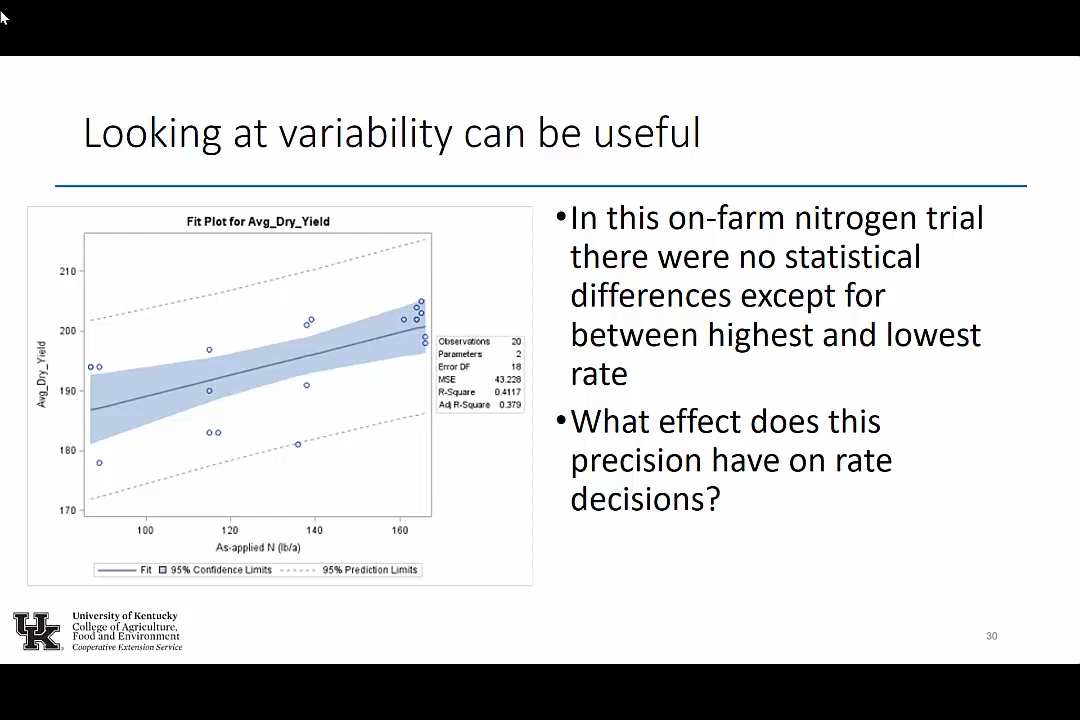 Looking at variability can be useful
Fit Plot for Avg_Dry_Yield
210
200
190
180
170
Avg_Dry_Yield
100 120 140 160
As-applied N (lb/a)
Observations 20
Parameters 2
Error DF 18
MSE 43.228
R-Square 0.4117
Adj R-Square 0.379
Fit 95% Confidence Limits 95% Prediction Limits
•In this on-farm nitrogen trial
there were no statistical
differences except for
between highest and lowest
rate
•What effect does this
precision have on rate
decisions?
UK
University of Kentucky
College of Agriculture,
Food and Environment
Cooperative Extension Service
30